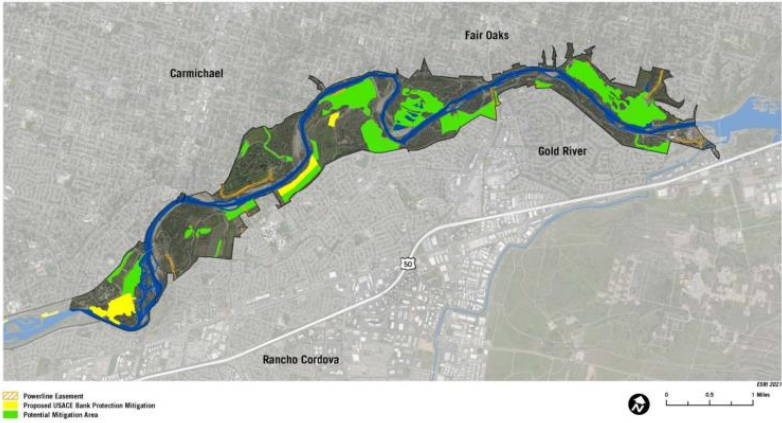 Fair Oaks
Carmichael
Gold River
50
Rancho Cordova
ESRI 2021
Powerline Easement
Proposed USACE Bank Protection Mitigation
Potential Mitigation Area
N
0 0.5 1 Miles